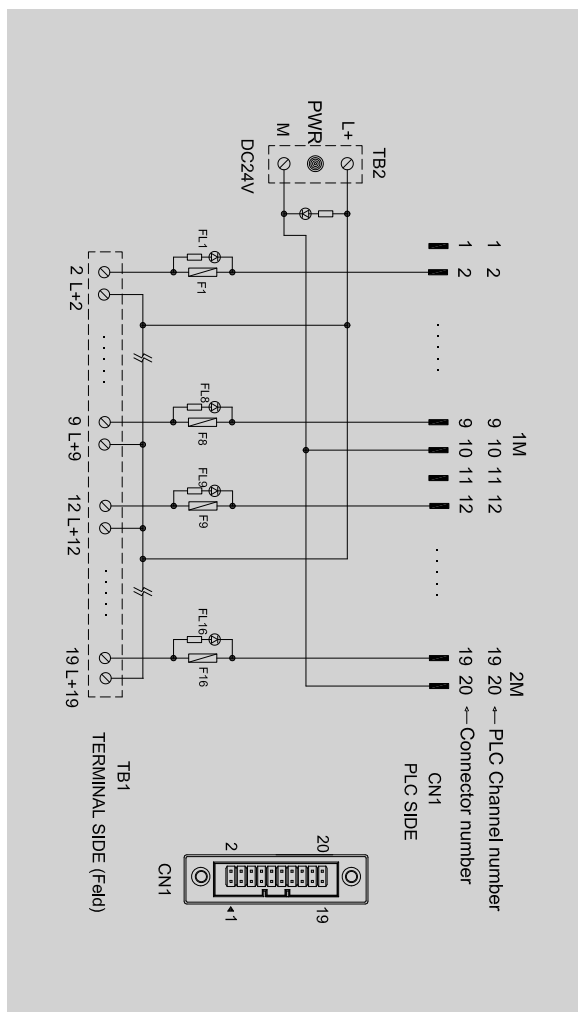 TB2
L+
PWR
M
DC24V
1 2 9 10 11 12 19 20 ← PLC Channel number
1M
2M
1 2 9 10 11 12 19 20 ← Connector number
CN1
PLC SIDE
FL1
F1
FL8
F8
FL9
F9
FL16
F16
2 L+2
9 L+9
12 L+12
19 L+19
TB1
TERMINAL SIDE (Feld)
20
19
2
1
CN1